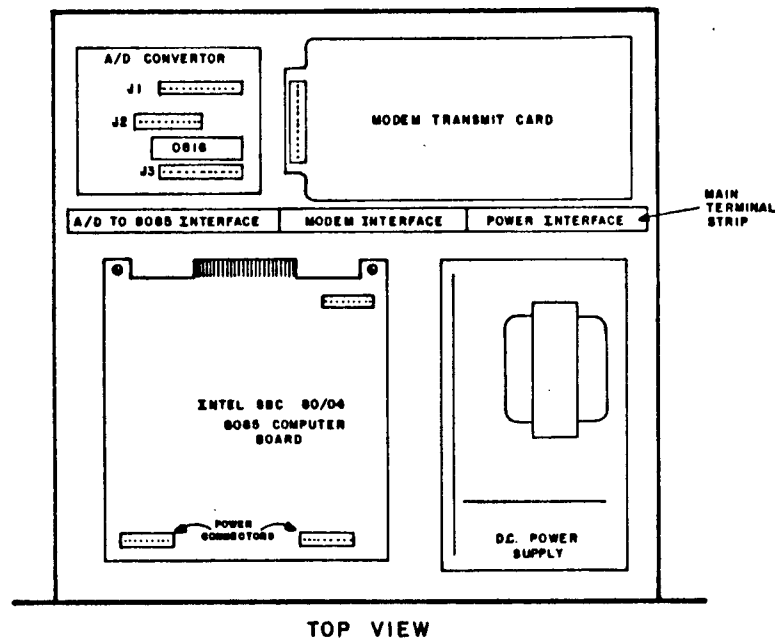 A/D CONVERTOR
J1
J2
0816
J3
MODEM TRANSMIT CARD
A/D TO 8085 INTERFACE
MODEM INTERFACE
POWER INTERFACE
MAIN
TERMINAL
STRIP
INTEL SBC 80/04
8085 COMPUTER
BOARD
POWER
CONNECTORS
D.C. POWER
SUPPLY
TOP VIEW